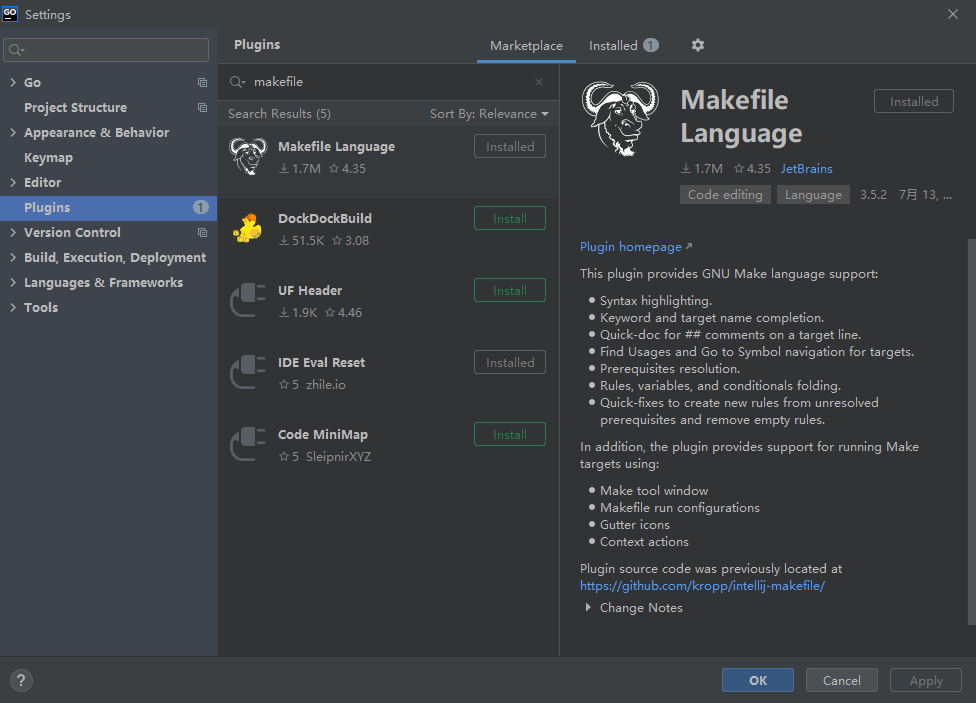 GO
Settings
Plugins
Marketplace
Installed 1
makefile
Search Results (5)
Sort By: Relevance
Go
Project Structure
Appearance & Behavior
Keymap
Editor
Plugins 1
Version Control
Build, Execution, Deployment
Languages & Frameworks
Tools
Makefile Language
Installed
1.7M 4.35
DockDockBuild
Install
51.5K 3.08
UF Header
Install
1.9K 4.46
IDE Eval Reset
Installed
5 zhile.io
Code MiniMap
Install
5 SleipnirXYZ
Makefile
Language
Installed
1.7M 4.35 JetBrains
Code editing Language 3.5.2 7月 13, ...
Plugin homepage
This plugin provides GNU Make language support:
Syntax highlighting.
Keyword and target name completion.
Quick-doc for ## comments on a target line.
Find Usages and Go to Symbol navigation for targets.
Prerequisites resolution.
Rules, variables, and conditionals folding.
Quick-fixes to create new rules from unresolved
prerequisites and remove empty rules.
In addition, the plugin provides support for running Make
targets using:
Make tool window
Makefile run configurations
Gutter icons
Context actions
Plugin source code was previously located at
https://github.com/kropp/intellij-makefile/
Change Notes
?
OK
Cancel
Apply